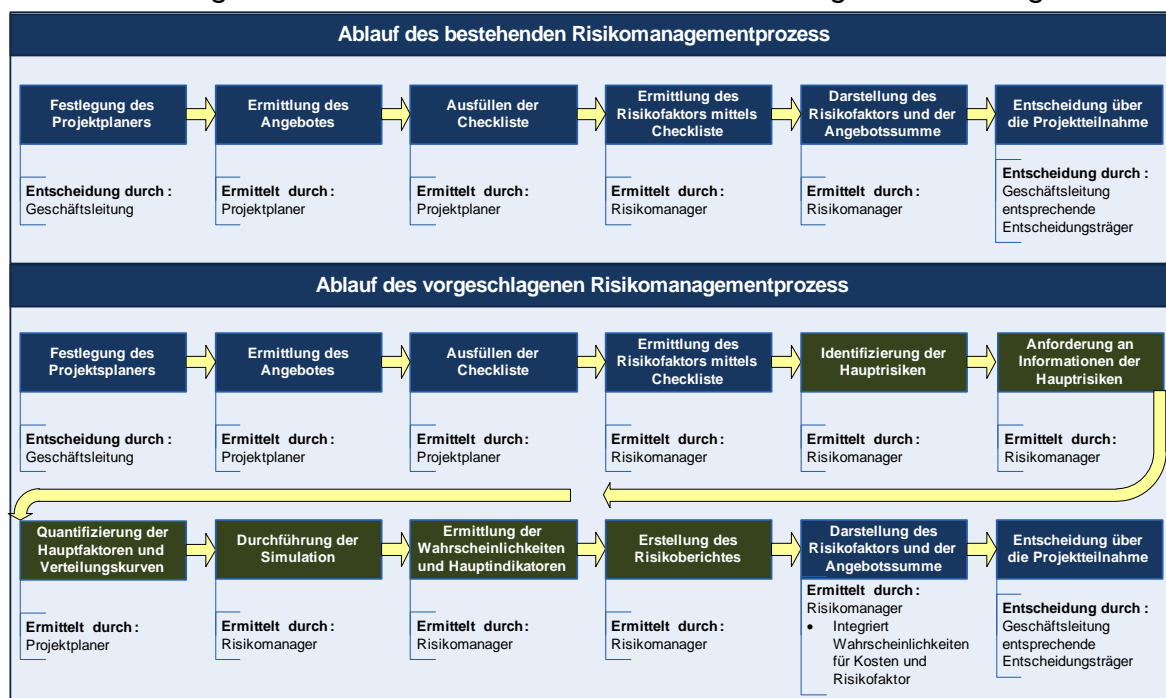 Ablauf des bestehenden Risikomanagementprozess
Festlegung des
Projektplaners
Ermittlung des
Angebotes
Ausfüllen der
Checkliste
Ermittlung des
Risikofaktors mittels
Checkliste
Darstellung des
Risikofaktors und der
Angebotssumme
Entscheidung über
die Projektteilnahme
Entscheidung durch :
Geschäftsleitung
Ermittelt durch :
Projektplaner
Ermittelt durch :
Projektplaner
Ermittelt durch :
Risikomanager
Ermittelt durch :
Risikomanager
Entscheidung durch :
Geschäftsleitung
entsprechende
Entscheidungsträger
Ablauf des vorgeschlagenen Risikomanagementprozess
Festlegung des
Projektsplaners
Ermittlung des
Angebotes
Ausfüllen der
Checkliste
Ermittlung des
Risikofaktors mittels
Checkliste
Identifizierung der
Hauptrisiken
Anforderung an
Informationen der
Hauptrisiken
Entscheidung durch :
Geschäftsleitung
Ermittelt durch :
Projektplaner
Ermittelt durch :
Projektplaner
Ermittelt durch :
Risikomanager
Ermittelt durch :
Risikomanager
Ermittelt durch :
Risikomanager
Quantifizierung der
Hauptfaktoren und
Verteilungskurven
Durchführung der
Simulation
Ermittlung der
Wahrscheinlichkeiten
und Hauptindikatoren
Erstellung des
Risikoberichtes
Darstellung des
Risikofaktors und der
Angebotssumme
Entscheidung über
die Projektteilnahme
Ermittelt durch :
Projektplaner
Ermittelt durch :
Risikomanager
Ermittelt durch :
Risikomanager
Ermittelt durch :
Risikomanager
Ermittelt durch :
Risikomanager
• Integriert
Wahrscheinlichkeiten
für Kosten und
Risikofaktor
Entscheidung durch :
Geschäftsleitung
entsprechende
Entscheidungsträger